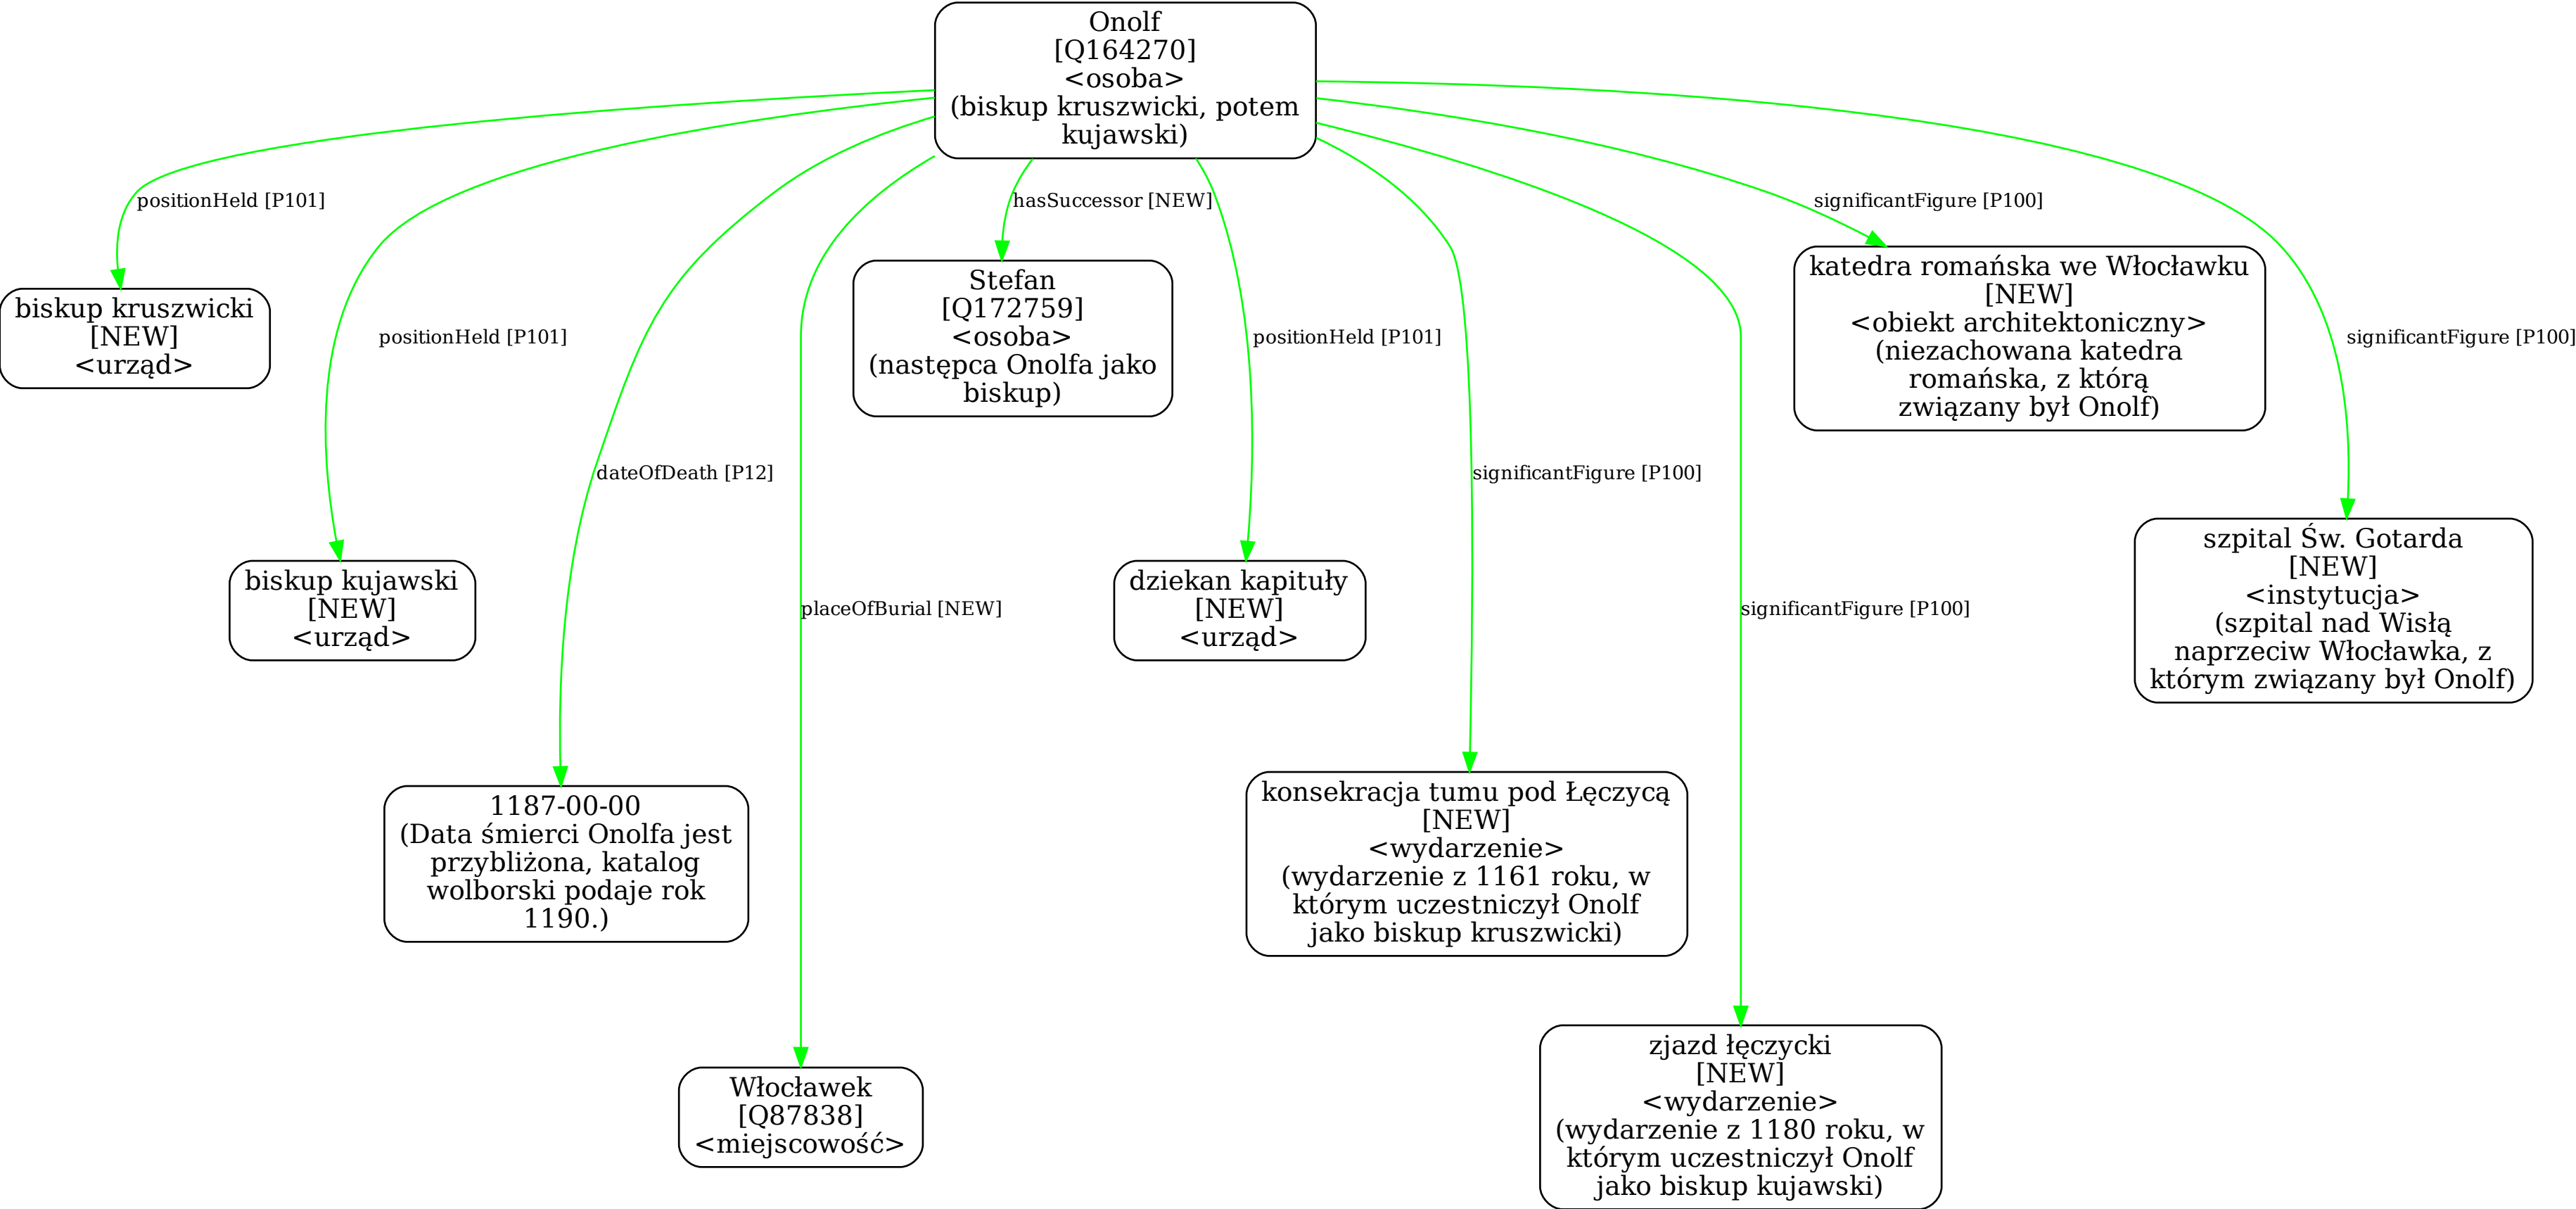 Onolf
[Q164270]
<osoba>
(biskup kruszwicki, potem
kujawski)
positionHeld [P101]
hasSuccessor [NEW]
significantFigure [P100]
biskup kruszwicki
[NEW]
<urząd>
positionHeld [P101]
Stefan
[Q172759]
<osoba>
(następca Onolfa jako
biskup)
positionHeld [P101]
katedra romańska we Włocławku
[NEW]
<obiekt architektoniczny>
(niezachowana katedra
romańska, z którą
związany był Onolf)
significantFigure [P100]
dateOfDeath [P12]
significantFigure [P100]
biskup kujawski
[NEW]
<urząd>
placeOfBurial [NEW]
dziekan kapituły
[NEW]
<urząd>
significantFigure [P100]
szpital Św. Gotarda
[NEW]
<instytucja>
(szpital nad Wisłą
naprzeciw Włocławka, z
którym związany był Onolf)
1187-00-00
(Data śmierci Onolfa jest
przybliżona, katalog
wolborski podaje rok
1190.)
konsekracja tumu pod Łęczycą
[NEW]
<wydarzenie>
(wydarzenie z 1161 roku, w
którym uczestniczył Onolf
jako biskup kruszwicki)
Włocławek
[Q87838]
<miejscowość>
zjazd łęczycki
[NEW]
<wydarzenie>
(wydarzenie z 1180 roku, w
którym uczestniczył Onolf
jako biskup kujawski)